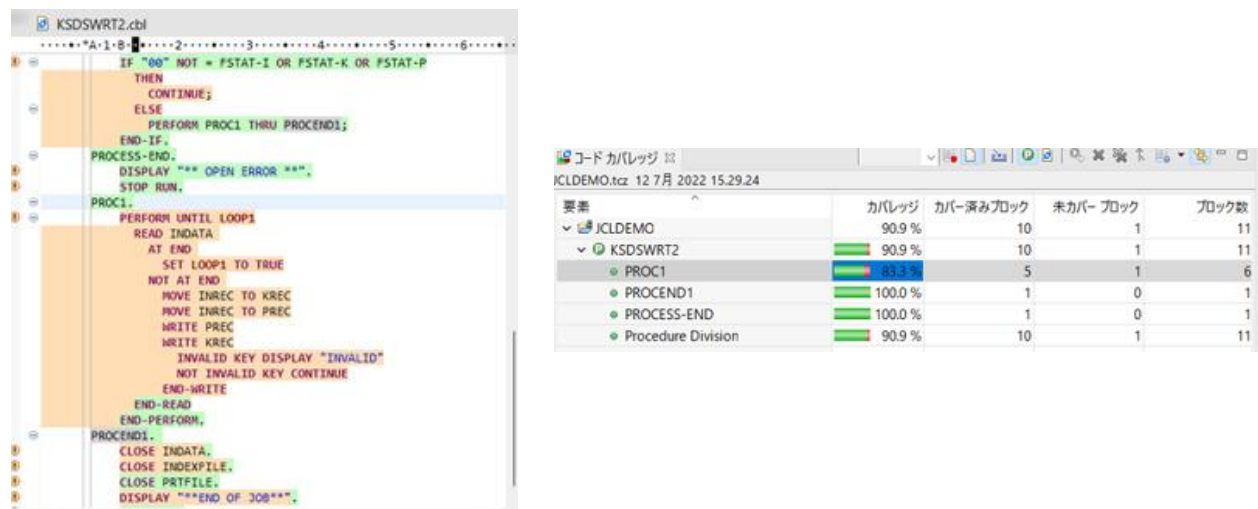 KSDSWRT2.cbl
····+·*A·1·B··+····2····+····3····+····4····+····5····+····6····+··
IF "00" NOT = FSTAT-I OR FSTAT-K OR FSTAT-P
THEN
CONTINUE;
ELSE
PERFORM PROC1 THRU PROCEND1;
END-IF.
PROCESS-END.
DISPLAY "** OPEN ERROR **".
STOP RUN.
PROC1.
PERFORM UNTIL LOOP1
READ INDATA
AT END
SET LOOP1 TO TRUE
NOT AT END
MOVE INREC TO KREC
MOVE INREC TO PREC
WRITE PREC
WRITE KREC
INVALID KEY DISPLAY "INVALID"
NOT INVALID KEY CONTINUE
END-WRITE
END-READ
END-PERFORM.
PROCEND1.
CLOSE INDATA.
CLOSE INDEXFILE.
CLOSE PRTFILE.
DISPLAY "**END OF JOB**".
コード カバレッジ
JCLDEMO.tcz 12 7月 2022 15.29.24
要素 カバレッジ カバー済みブロック 未カバー ブロック ブロック数
JCLDEMO 90.9 % 10 1 11
KSDSWRT2 90.9 % 10 1 11
PROC1 83.3 % 5 1 6
PROCEND1 100.0 % 1 0 1
PROCESS-END 100.0 % 1 0 1
Procedure Division 90.9 % 10 1 11